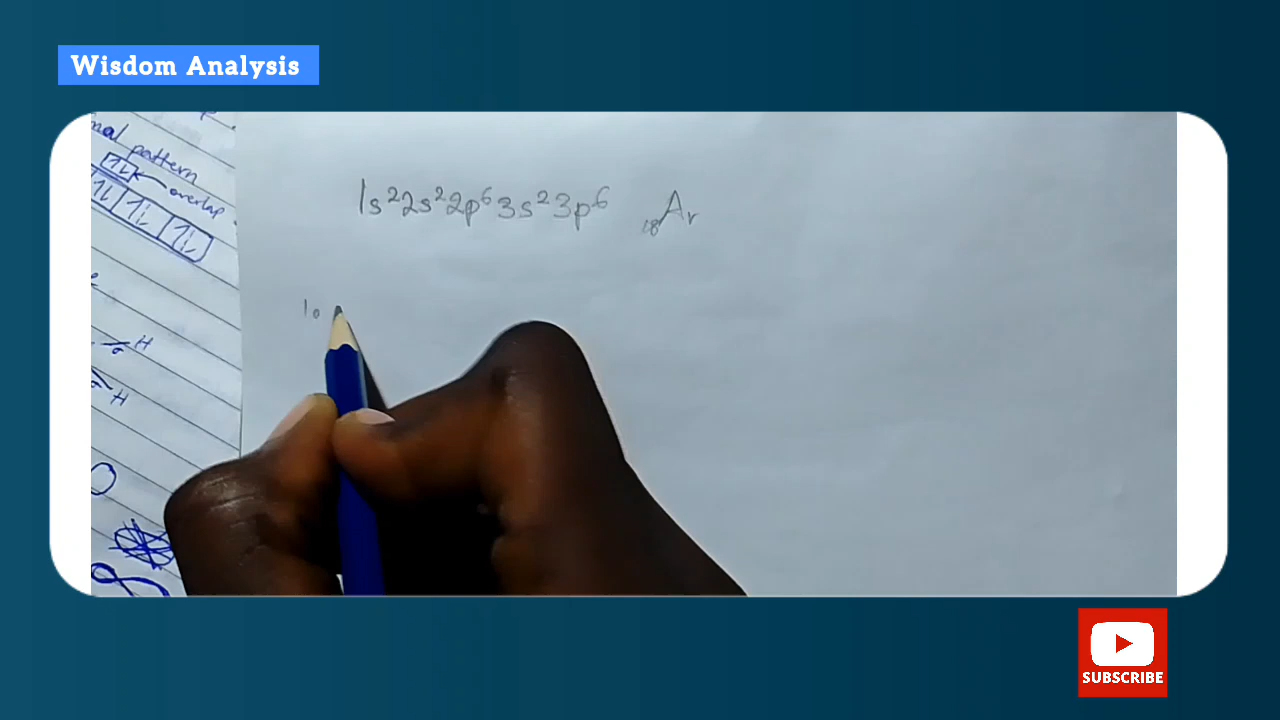 Wisdom Analysis
pattern
overlap
1s²2s²2p⁶3s²3p⁶ ₁₈Ar
H
H
SUBSCRIBE